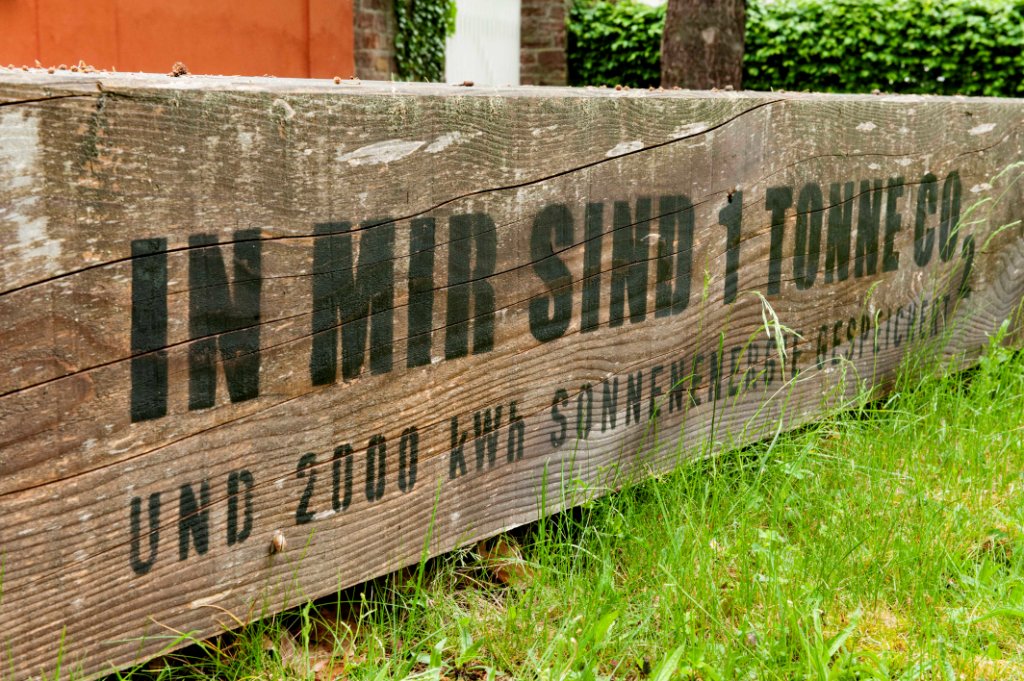 IN MIR SIND 1 TONNE CO₂
UND 2000 kWh SONNENENERGIE GESPEICHERT